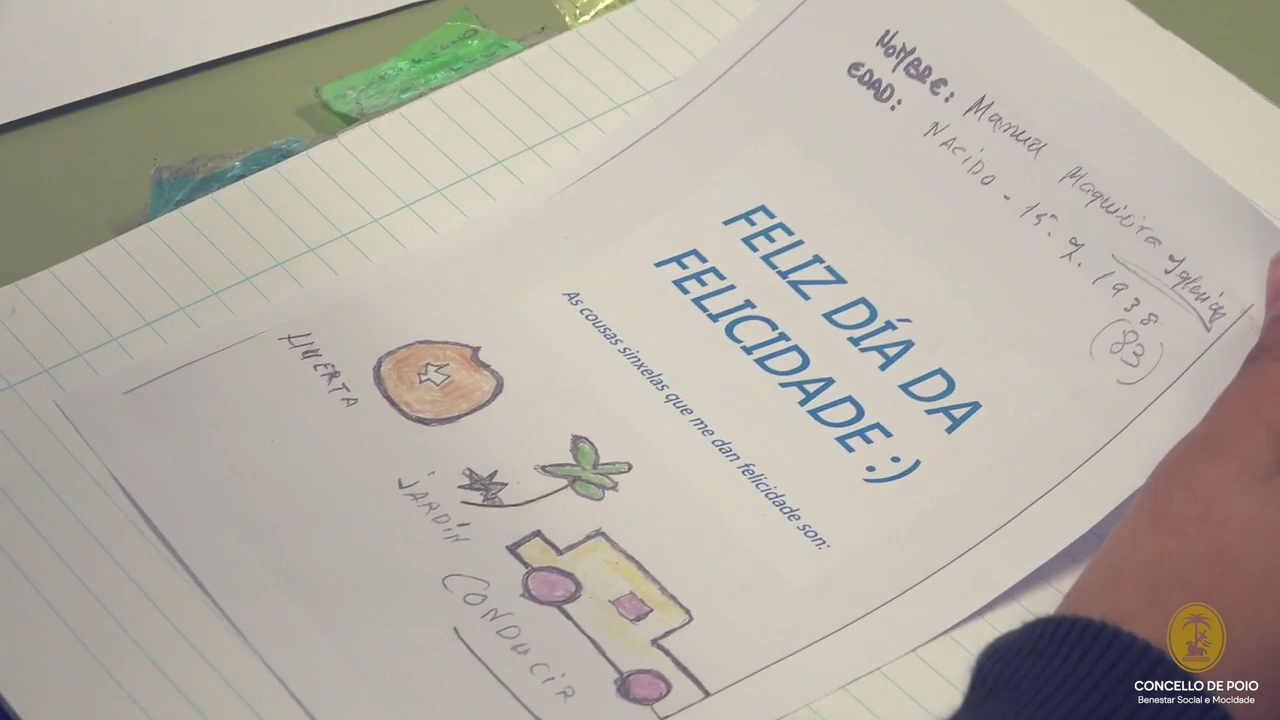 NOMBRE: Manuel Maquieira Iglesias
EDAD: NACIDO - 15. 7. 1938
(83)
FELIZ DÍA DA
FELICIDADE :)
As cousas sinxelas que me dan felicidade son:
HUERTA
JARDÍN
CONDUCIR
CONCELLO DE POIO
Benestar Social e Mocidade